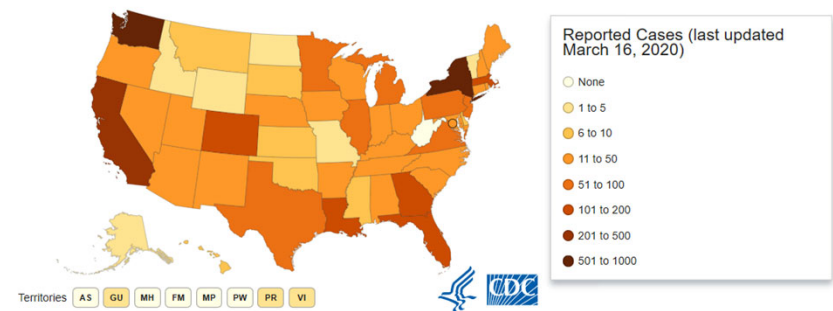 Reported Cases (last updated
March 16, 2020)
None
1 to 5
6 to 10
11 to 50
51 to 100
101 to 200
201 to 500
501 to 1000
Territories AS GU MH FM MP PW PR VI
CDC